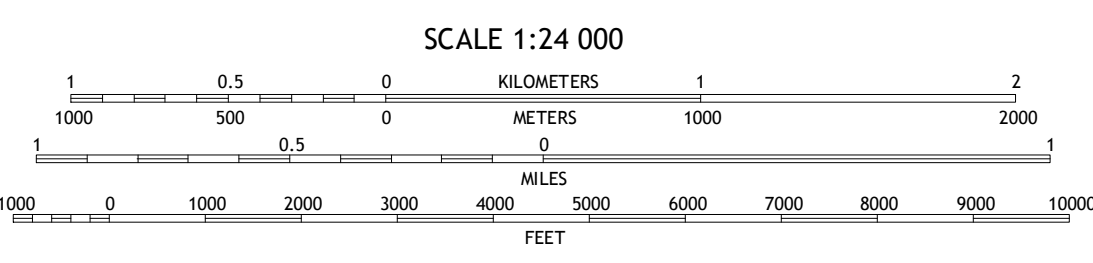 SCALE 1:24 000
1 0.5 0 KILOMETERS 1 2
1000 500 0 METERS 1000 2000
1 0.5 0 1
MILES
1000 0 1000 2000 3000 4000 5000 6000 7000 8000 9000 10000
FEET